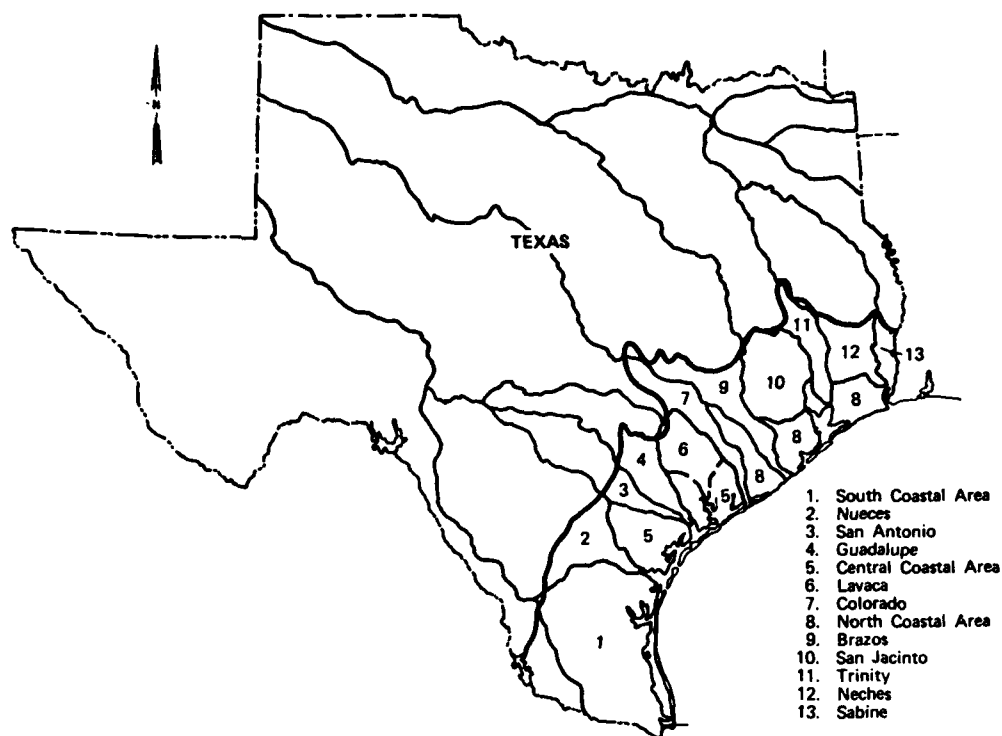 N
TEXAS
11
12
13
10
9
8
7
8
6
4
8
3
5
5
2
1
1. South Coastal Area
2. Nueces
3. San Antonio
4. Guadalupe
5. Central Coastal Area
6. Lavaca
7. Colorado
8. North Coastal Area
9. Brazos
10. San Jacinto
11. Trinity
12. Neches
13. Sabine